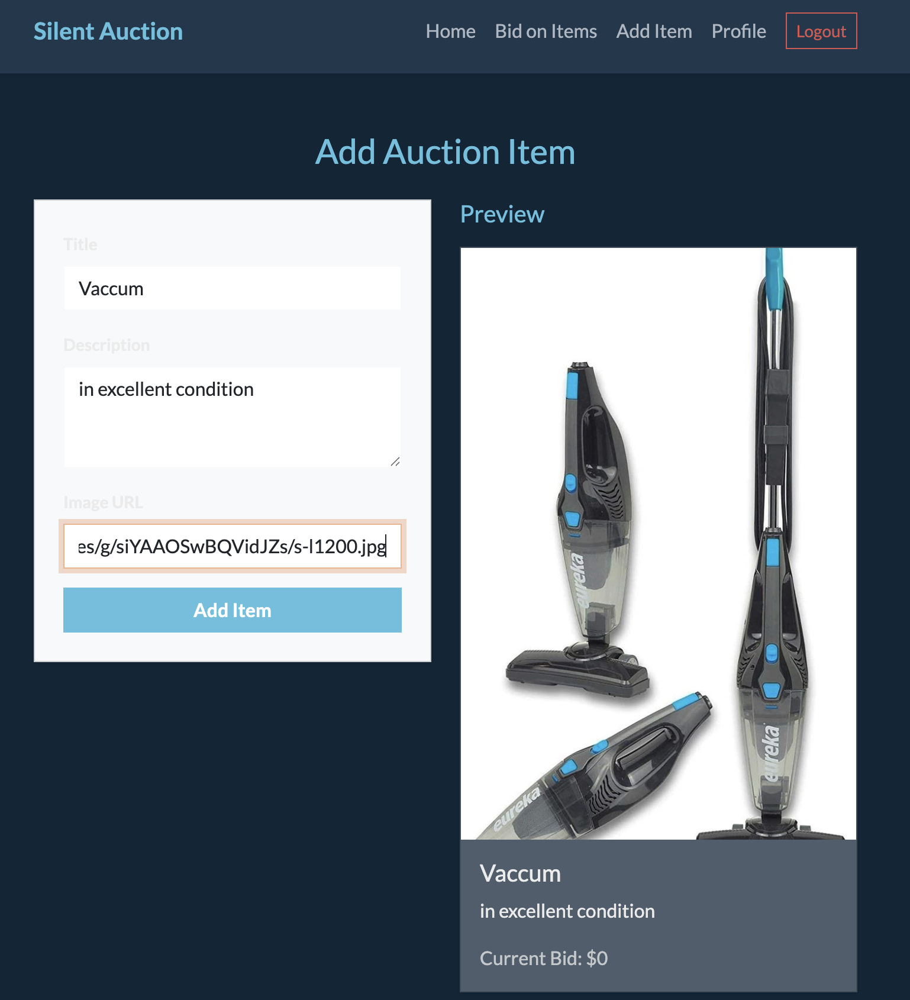 Silent Auction
Home Bid on Items Add Item Profile Logout
Add Auction Item
Title
Vaccum
Description
in excellent condition
Image URL
es/g/siYAAOSwBQVidJZs/s-l1200.jpg
Add Item
Preview
eureka
eureka
eureka
Vaccum
in excellent condition
Current Bid: $0